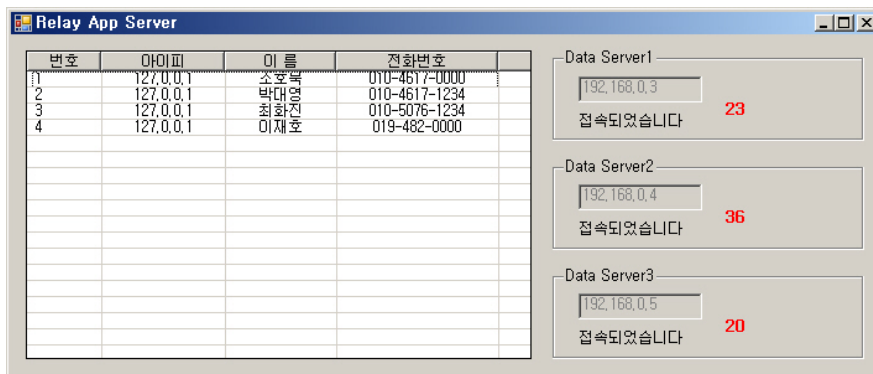 Relay App Server
번호 아이피 이 름 전화번호
1 127,0,0,1 조호묵 010-4617-0000
2 127,0,0,1 박대영 010-4617-1234
3 127,0,0,1 최화진 010-5076-1234
4 127,0,0,1 이재호 019-482-0000
Data Server1
192,168,0,3
접속되었습니다
23
Data Server2
192,168,0,4
접속되었습니다
36
Data Server3
192,168,0,5
접속되었습니다
20